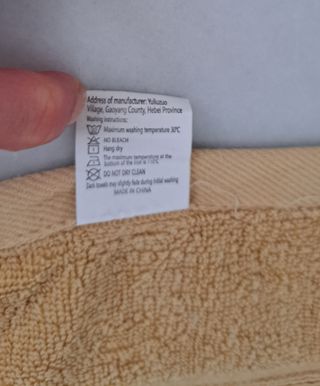 Address of manufacturer: Yulkuzuo
Village, Gaoyang County, Hebei Province
Washing instructions:
Maximum washing temperature 30℃
NO BLEACH
Hang dry
The maximum temperature at the
bottom of the iron is 110℃
DO NOT DRY CLEAN
Dark towels may slightly fade during initial washing
MADE IN CHINA